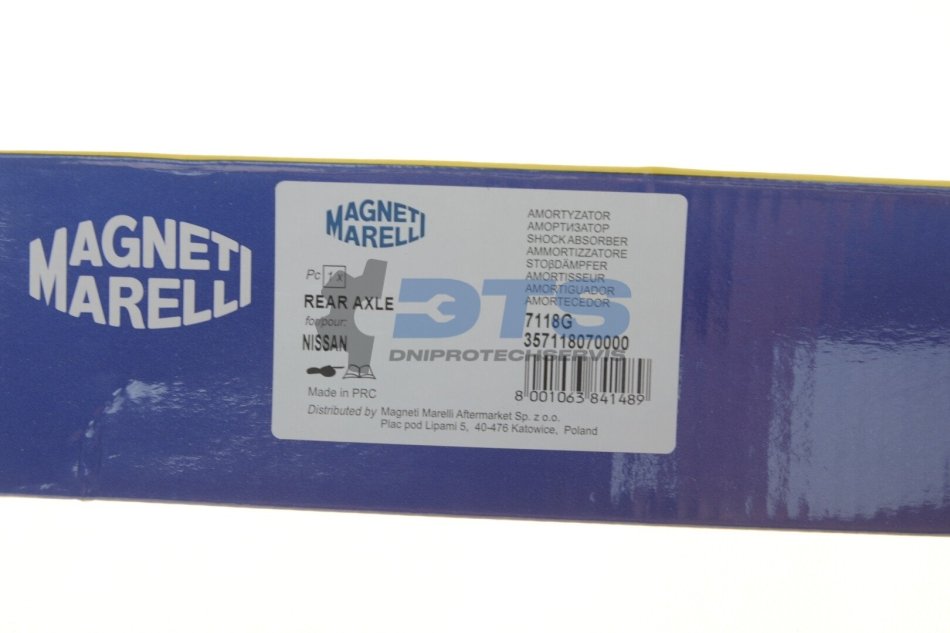 MAGNETI
MARELLI
MAGNETI
MARELLI
Pc 1 x
REAR AXLE
for/pour:
NISSAN
Made in PRC
Distributed by Magneti Marelli Aftermarket Sp. z o.o.
Plac pod Lipami 5, 40-476 Katowice, Poland
AMORTYZATOR
АМОРТИЗАТОР
SHOCK ABSORBER
AMMORTIZZATORE
STOβDÄMPFER
AMORTISSEUR
AMORTIGUADOR
AMORTECEDOR
7118G
357118070000
8 001063 841489
DTS
DNIPROTECHSERVIS